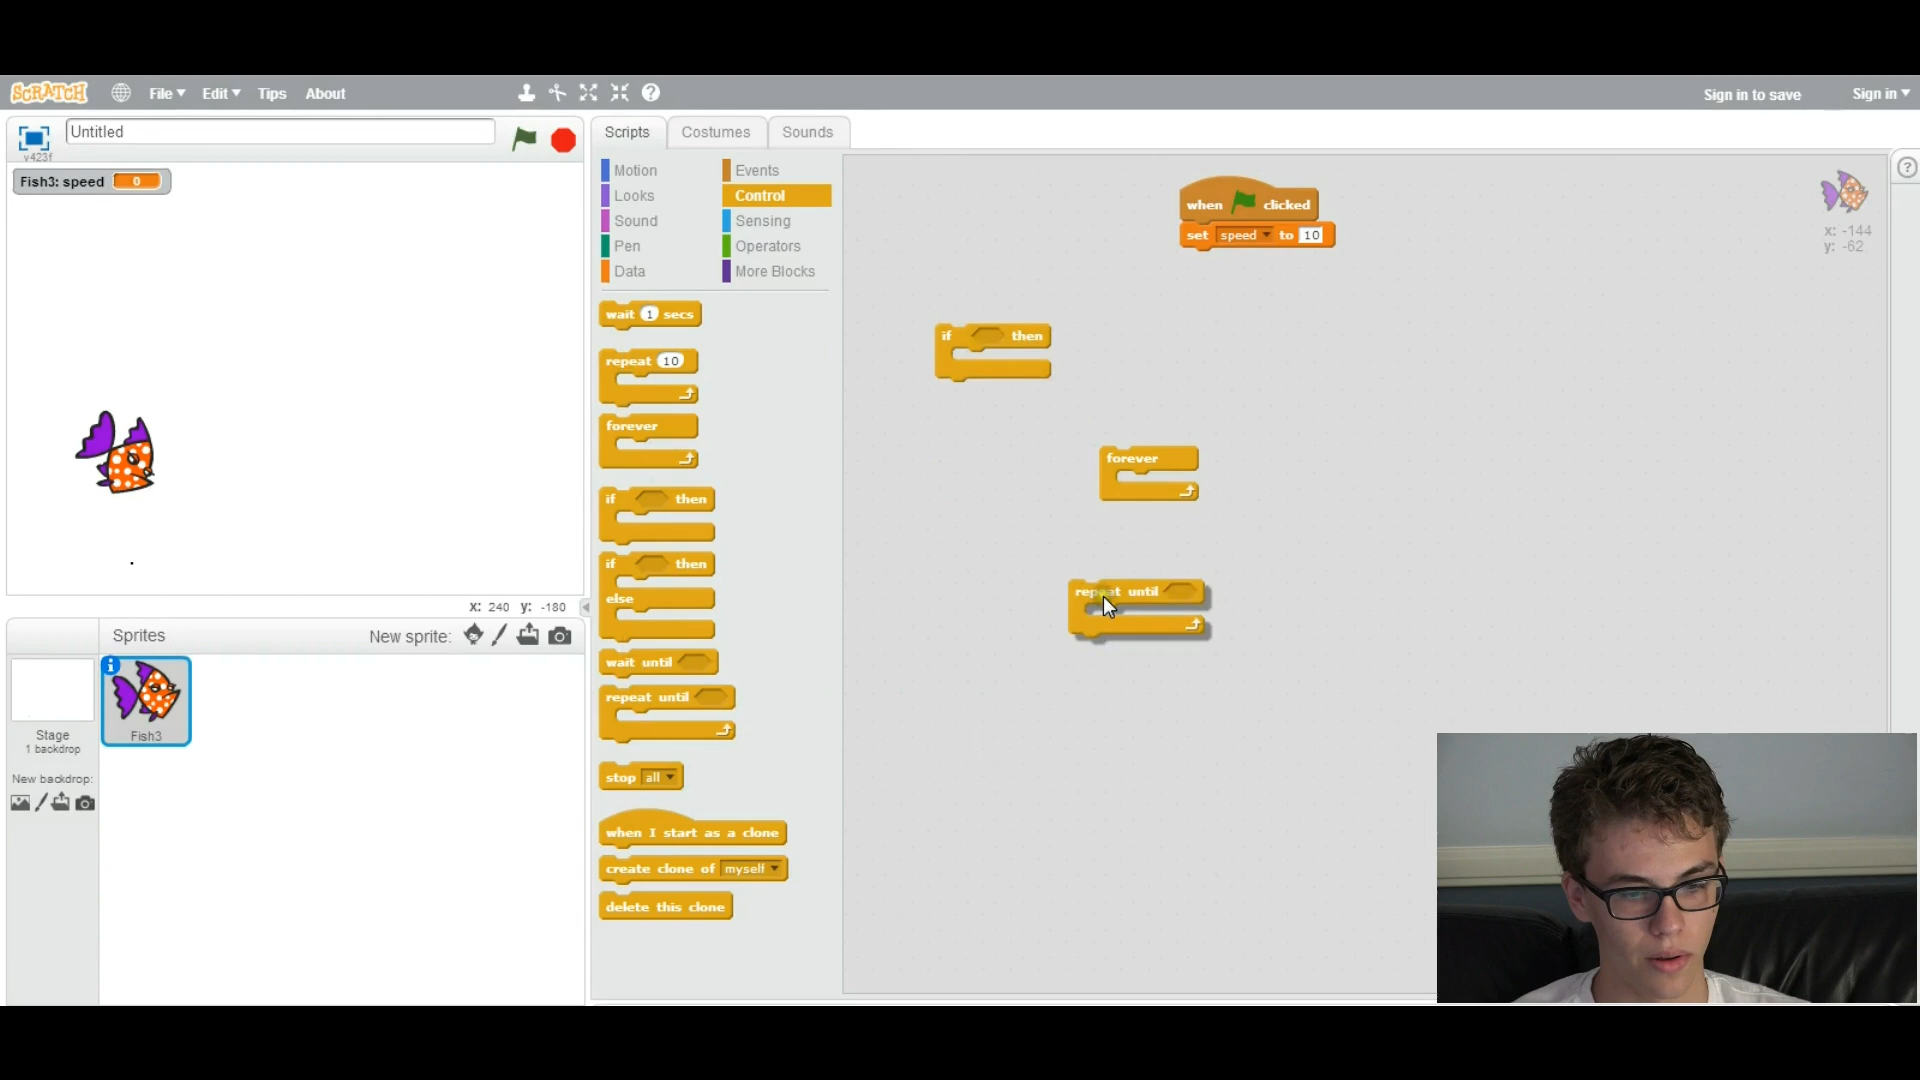 SCRATCH File Edit Tips About
Sign in to save Sign in
Untitled
v423f
Fish3: speed 0
x: 240 y: -180
Sprites New sprite:
Fish3
Stage
1 backdrop
New backdrop:
Scripts Costumes Sounds
Motion Events
Looks Control
Sound Sensing
Pen Operators
Data More Blocks
wait 1 secs
repeat 10
forever
if then
if then
else
wait until
repeat until
stop all
when I start as a clone
create clone of myself
delete this clone
when clicked
set speed to 10
if then
forever
repeat until
x: -144
y: -62